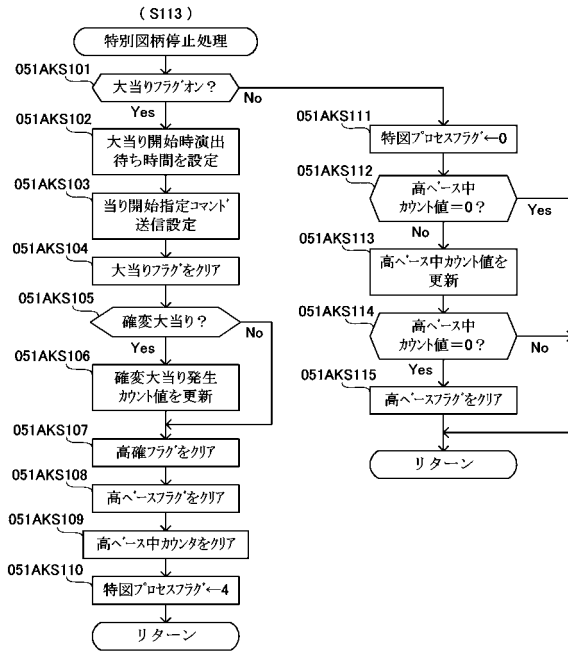 (S113)
特別図柄停止処理
051AKS101
大当りフラグオン？
Yes
No
051AKS102
大当り開始時演出
待ち時間を設定
051AKS103
当り開始指定コマンド
送信設定
051AKS104
大当りフラグをクリア
051AKS105
確変大当り？
Yes
No
051AKS106
確変大当り発生
カウント値を更新
051AKS107
高確フラグをクリア
051AKS108
高ベースフラグをクリア
051AKS109
高ベース中カウンタをクリア
051AKS110
特図プロセスフラグ←4
リターン
051AKS111
特図プロセスフラグ←0
051AKS112
高ベース中
カウント値＝0？
Yes
No
051AKS113
高ベース中カウント値を
更新
051AKS114
高ベース中
カウント値＝0？
No
Yes
051AKS115
高ベースフラグをクリア
リターン